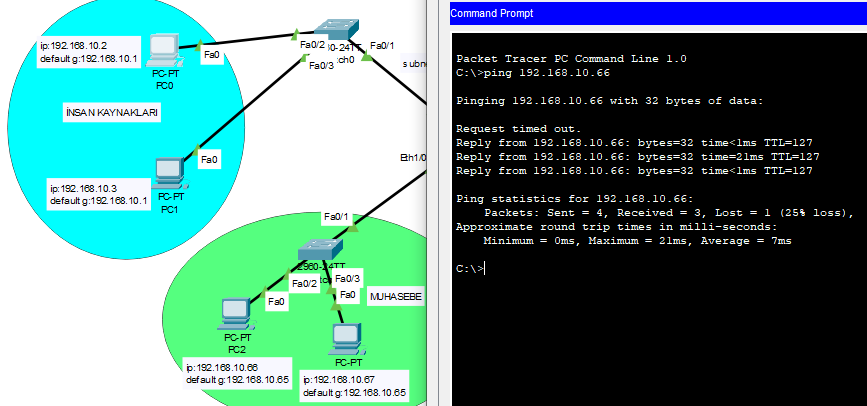 ip:192.168.10.2
default g:192.168.10.1
Fa0
PC-PT
PC0
İNSAN KAYNAKLARI
Fa0/2
0-24TT
Fa0/1
:ch0
Fa0/3
subn
Fa0
ip:192.168.10.3
default g:192.168.10.1
PC-PT
PC1
Eth1/0
Fa0/1
2960-24TT
Fa0/2
Fa0/3
Fa0
Fa0
MUHASEBE
PC-PT
PC2
PC-PT
ip:192.168.10.66
default g:192.168.10.65
ip:192.168.10.67
default g:192.168.10.65
Command Prompt
Packet Tracer PC Command Line 1.0
C:\>ping 192.168.10.66
Pinging 192.168.10.66 with 32 bytes of data:
Request timed out.
Reply from 192.168.10.66: bytes=32 time<1ms TTL=127
Reply from 192.168.10.66: bytes=32 time=21ms TTL=127
Reply from 192.168.10.66: bytes=32 time<1ms TTL=127
Ping statistics for 192.168.10.66:
Packets: Sent = 4, Received = 3, Lost = 1 (25% loss),
Approximate round trip times in milli-seconds:
Minimum = 0ms, Maximum = 21ms, Average = 7ms
C:\>